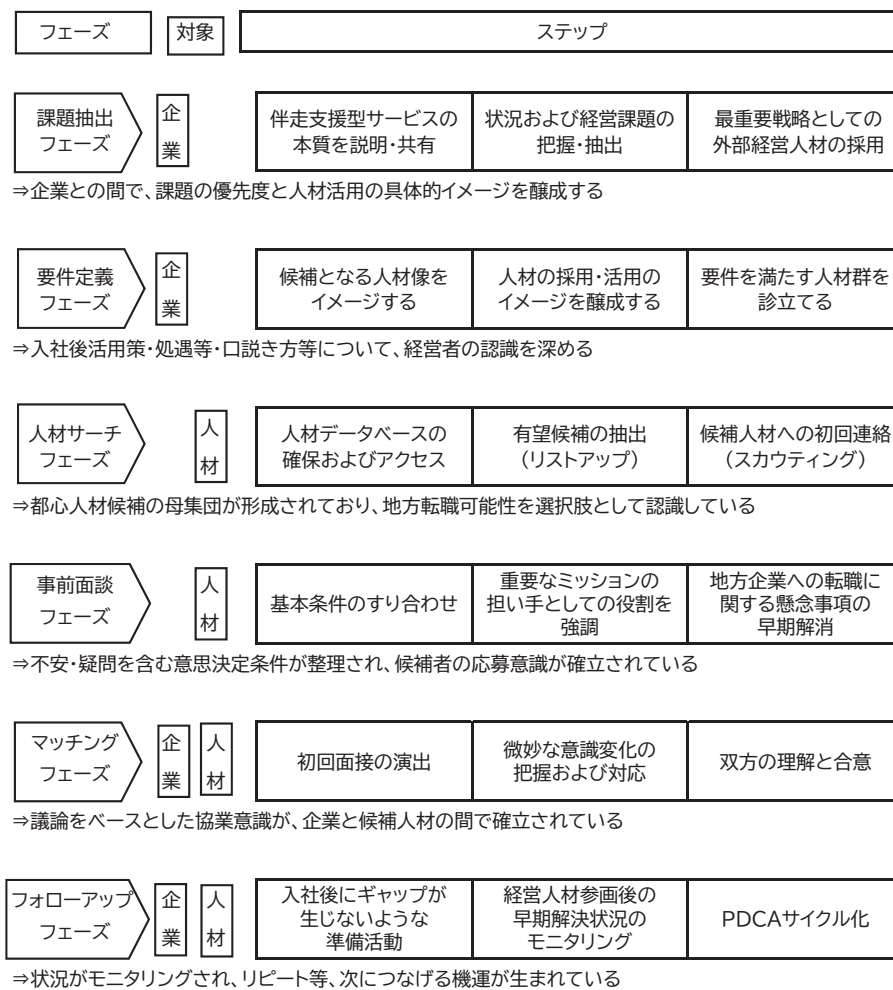 フェーズ 対象 ステップ
課題抽出
フェーズ
企
業
伴走支援型サービスの
本質を説明・共有
状況および経営課題の
把握・抽出
最重要戦略としての
外部経営人材の採用
⇒企業との間で、課題の優先度と人材活用の具体的イメージを醸成する
要件定義
フェーズ
企
業
候補となる人材像を
イメージする
人材の採用・活用の
イメージを醸成する
要件を満たす人材群を
診立てる
⇒入社後活用策・処遇等・口説き方等について、経営者の認識を深める
人材サーチ
フェーズ
人
材
人材データベースの
確保およびアクセス
有望候補の抽出
(リストアップ)
候補人材への初回連絡
(スカウティング)
⇒都心人材候補の母集団が形成されており、地方転職可能性を選択肢として認識している
事前面談
フェーズ
人
材
基本条件のすり合わせ
重要なミッションの
担い手としての役割を
強調
地方企業への転職に
関する懸念事項の
早期解消
⇒不安・疑問を含む意思決定条件が整理され、候補者の応募意識が確立されている
マッチング
フェーズ
企
業
人
材
初回面接の演出
微妙な意識変化の
把握および対応
双方の理解と合意
⇒議論をベースとした協業意識が、企業と候補人材の間で確立されている
フォローアップ
フェーズ
企
業
人
材
入社後にギャップが
生じないような
準備活動
経営人材参画後の
早期解決状況の
モニタリング
PDCAサイクル化
⇒状況がモニタリングされ、リピート等、次につなげる機運が生まれている